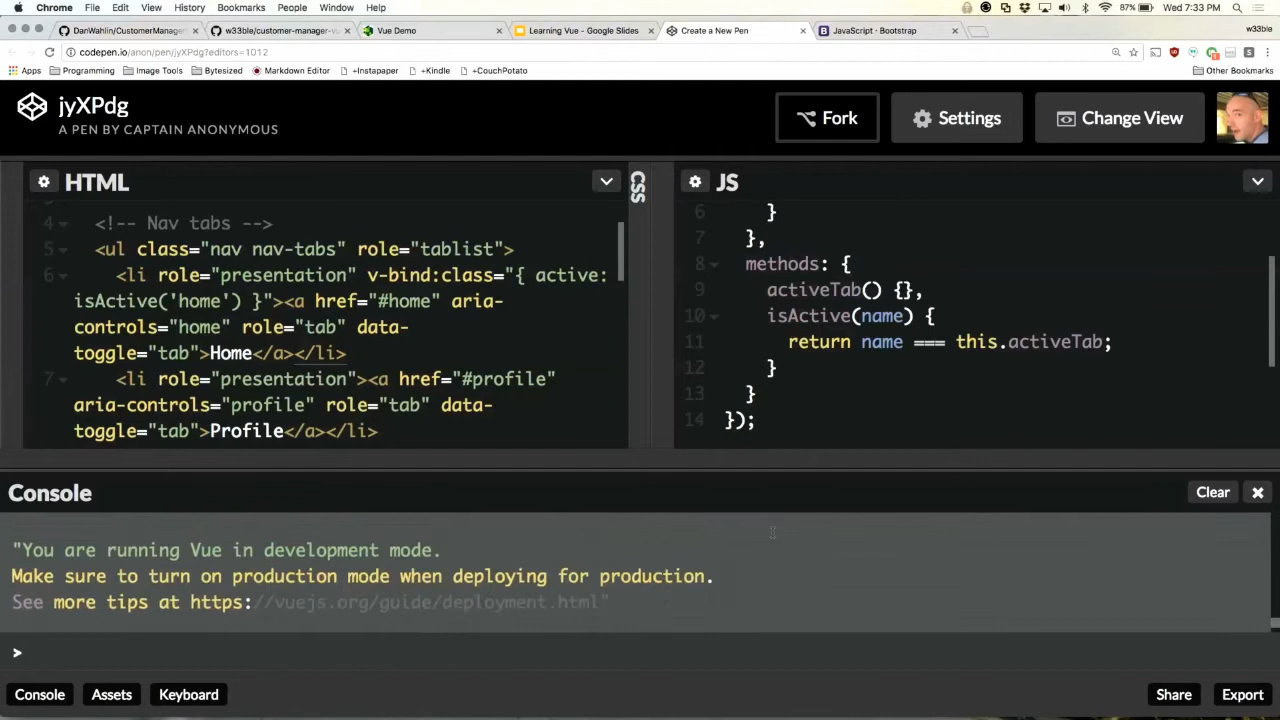 Chrome File Edit View History Bookmarks People Window Help
87% Wed 7:33 PM
DanWahlin/CustomerManage
w33ble/customer-manager-vu
Vue Demo
Learning Vue - Google Slides
Create a New Pen
JavaScript · Bootstrap
w33ble
codepen.io/anon/pen/jyXPdg?editors=1012
Apps Programming Image Tools Bytesized Markdown Editor +Instapaper +Kindle +CouchPotato Other Bookmarks
jyXPdg
A PEN BY CAPTAIN ANONYMOUS
Fork
Settings
Change View
HTML
4 <!-- Nav tabs -->
5 <ul class="nav nav-tabs" role="tablist">
6 <li role="presentation" v-bind:class="{ active:
isActive('home') }"><a href="#home" aria-
controls="home" role="tab" data-
toggle="tab">Home</a></li>
7 <li role="presentation"><a href="#profile"
aria-controls="profile" role="tab" data-
toggle="tab">Profile</a></li>
CSS
JS
6 }
7 },
8 methods: {
9 activeTab() {},
10 isActive(name) {
11 return name === this.activeTab;
12 }
13 }
14 });
Console
Clear
"You are running Vue in development mode.
Make sure to turn on production mode when deploying for production.
See more tips at https://vuejs.org/guide/deployment.html"
>
Console Assets Keyboard
Share Export